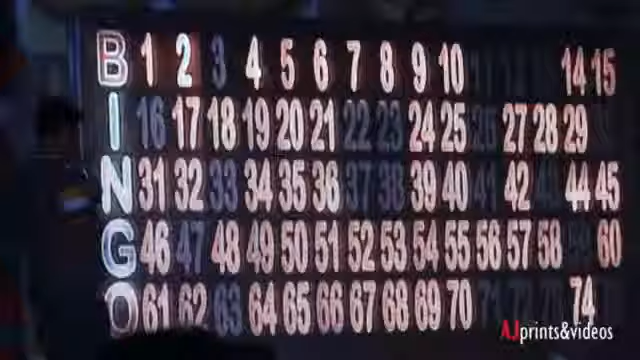 B 1 2 3 4 5 6 7 8 9 10 14 15
I 16 17 18 19 20 21 22 23 24 25 27 28 29
N 31 32 33 34 35 36 37 38 39 40 41 42 44 45
G 46 47 48 49 50 51 52 53 54 55 56 57 58 60
O 61 62 63 64 65 66 67 68 69 70 74
AJprints&videos